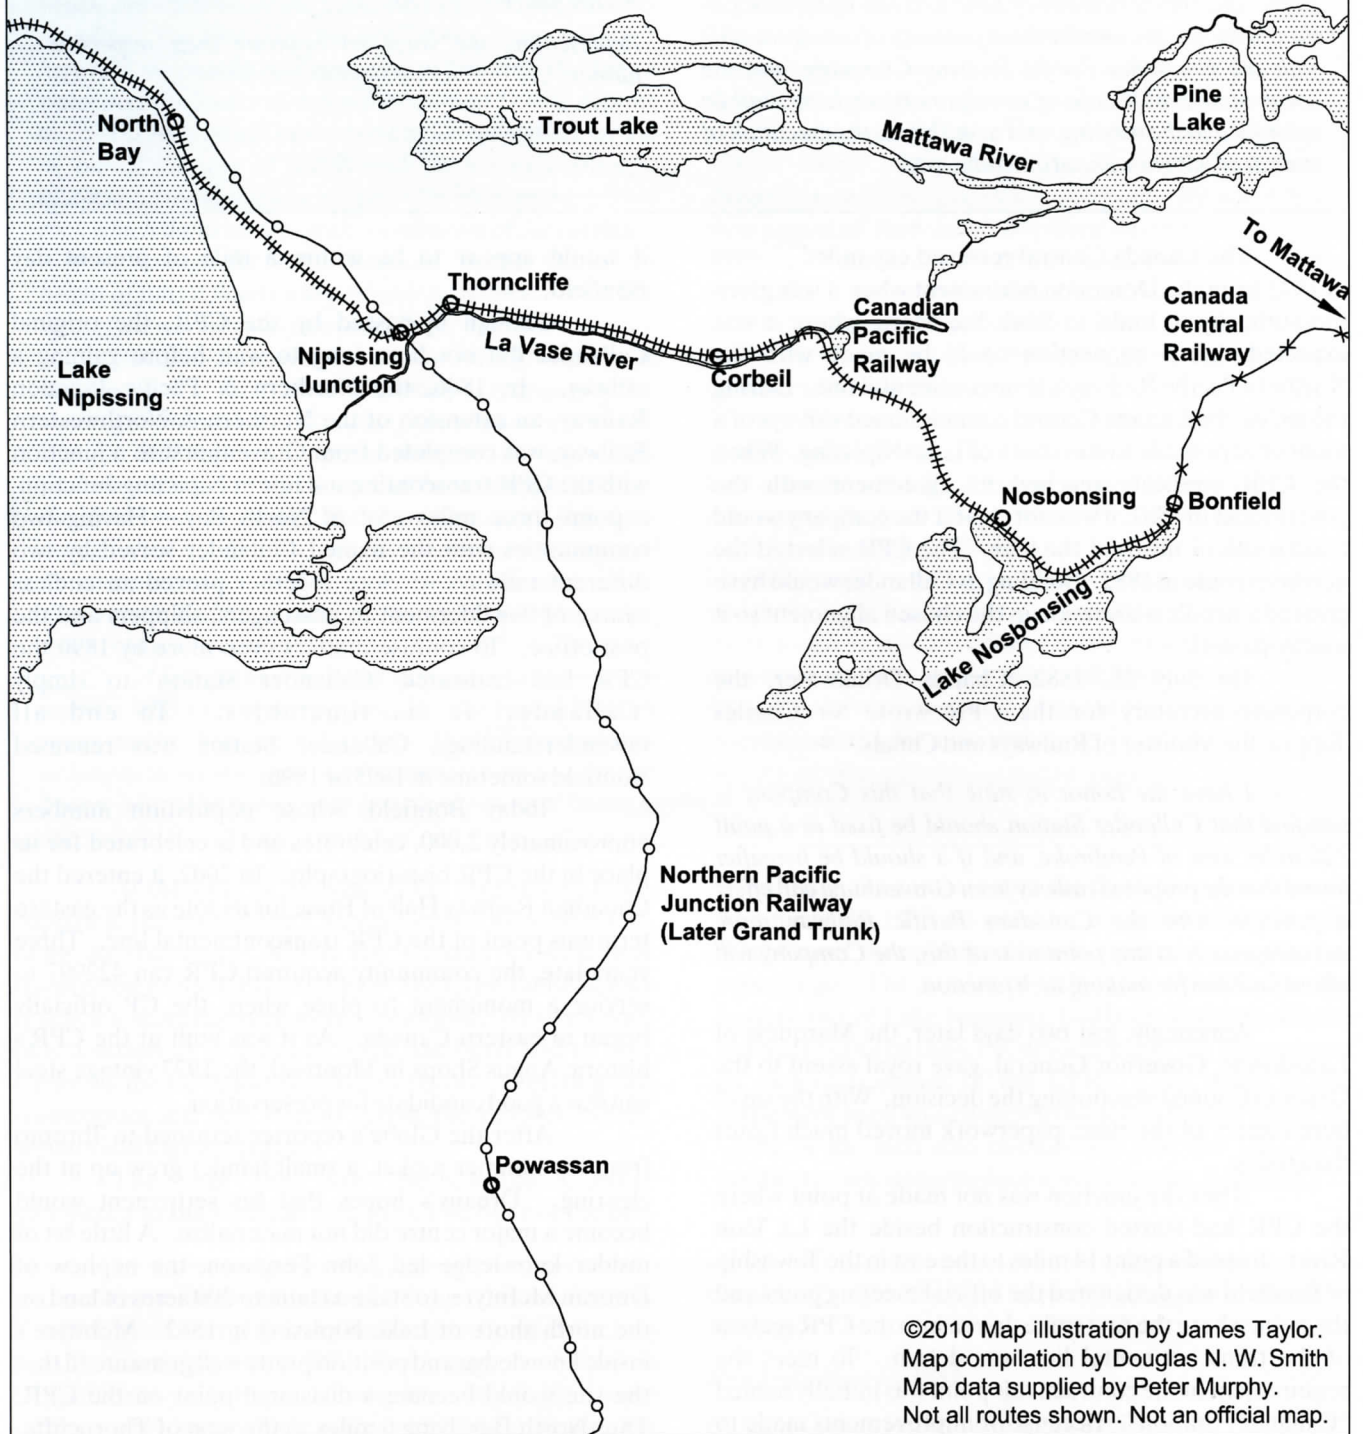 North
Bay
Trout Lake
Mattawa River
Pine
Lake
To Mattawa
Thorncliffe
Canadian
Pacific
Railway
Canada
Central
Railway
La Vase River
Nipissing
Junction
Corbeil
Lake
Nipissing
Nosbonsing
Bonfield
Lake Nosbonsing
Northern Pacific
Junction Railway
(Later Grand Trunk)
Powassan
©2010 Map illustration by James Taylor.
Map compilation by Douglas N. W. Smith
Map data supplied by Peter Murphy.
Not all routes shown. Not an official map.